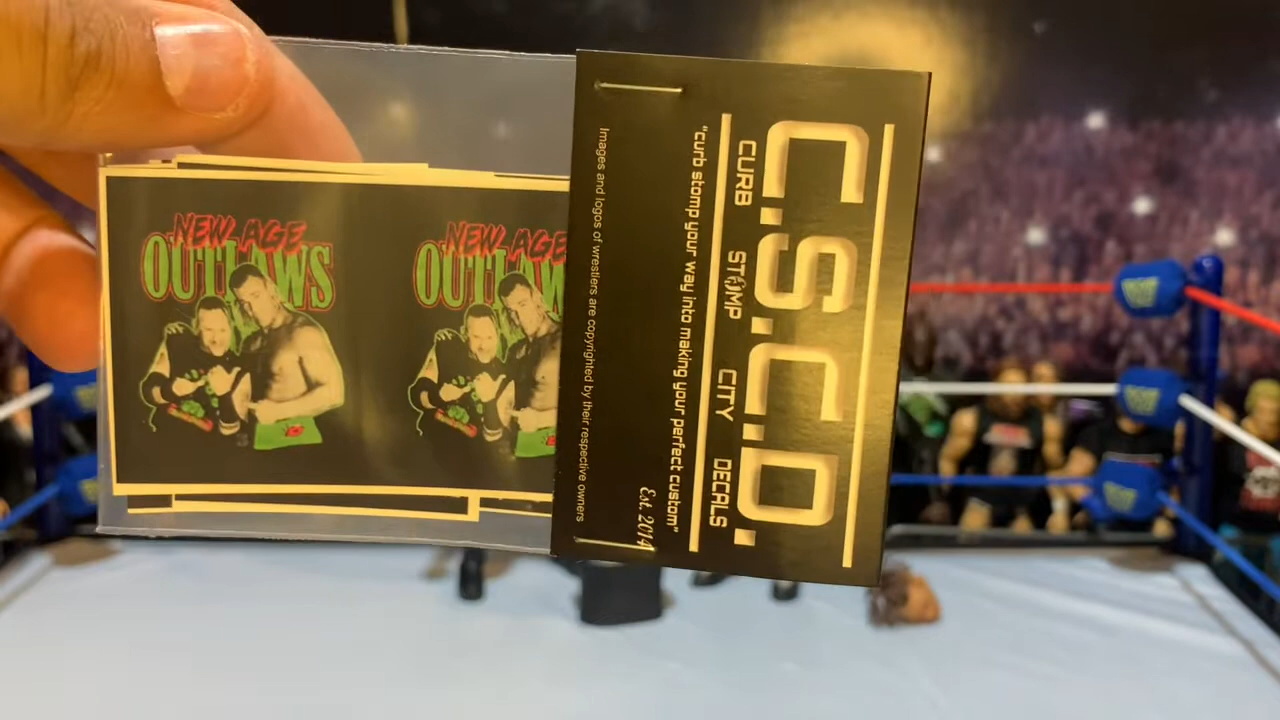 NEW AGE
OUTLAWS
NEW AGE
OUTLAW
C.S.C.D.
CURB STOMP CITY DECALS
"curb stomp your way into making your perfect custom"
Est. 2014
Images and logos of wrestlers are copyrighted by their respective owners